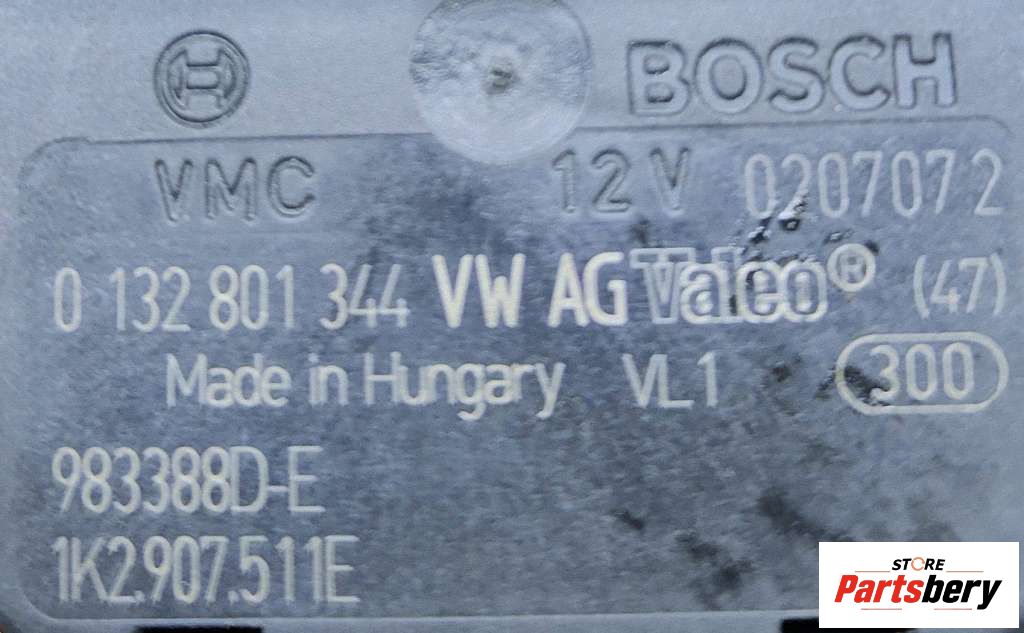 BOSCH
VMC 12V 0207072
0 132 801 344 VW AG Valeo® (47)
Made in Hungary VL1 300
983388D-E
1K2.907.511E
STORE
Partsbery